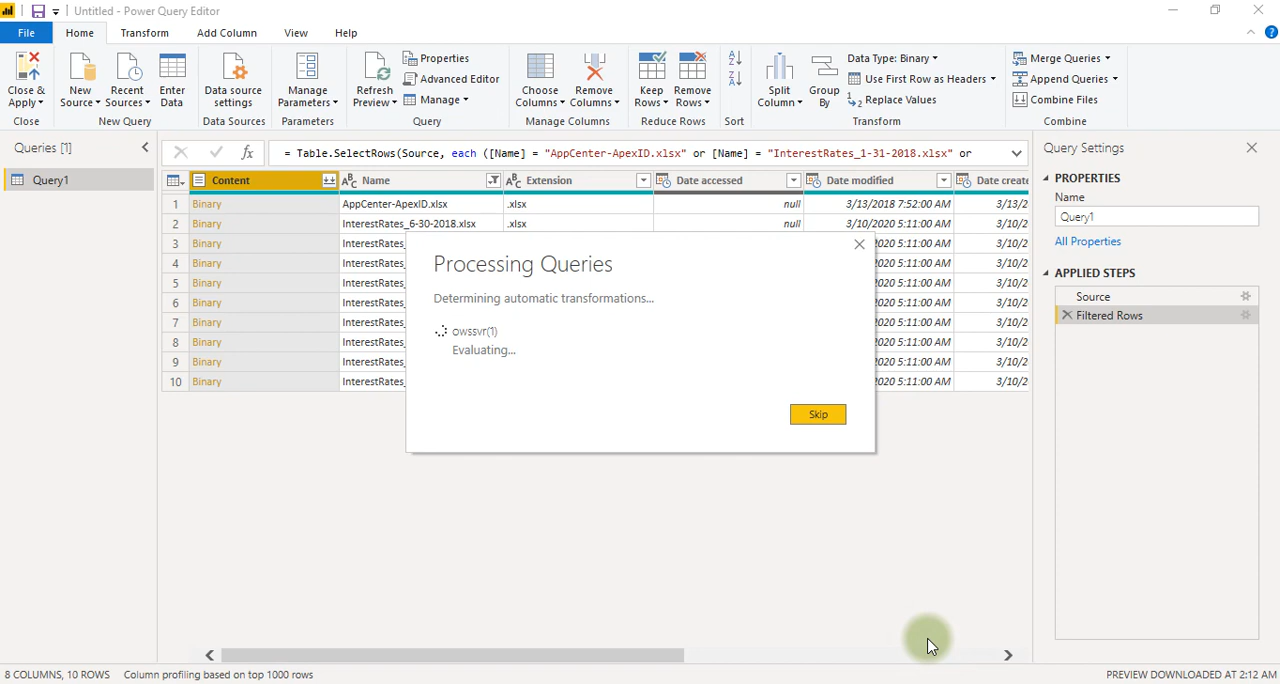 Untitled - Power Query Editor
File Home Transform Add Column View Help
Close & Apply
New Source
Recent Sources
Enter Data
Data source settings
Manage Parameters
Refresh Preview
Properties
Advanced Editor
Manage
Choose Columns
Remove Columns
Keep Rows
Remove Rows
Split Column
Group By
Data Type: Binary
Use First Row as Headers
Replace Values
Merge Queries
Append Queries
Combine Files
Close New Query Data Sources Parameters Query Manage Columns Reduce Rows Sort Transform Combine
Queries [1]
Query1
fx = Table.SelectRows(Source, each ([Name] = "AppCenter-ApexID.xlsx" or [Name] = "InterestRates_1-31-2018.xlsx" or
Content Name Extension Date accessed Date modified Date create
1 Binary AppCenter-ApexID.xlsx .xlsx null 3/13/2018 7:52:00 AM 3/13/2
2 Binary InterestRates_6-30-2018.xlsx .xlsx null 3/10/2020 5:11:00 AM 3/10/2
3 Binary InterestRates_ 2020 5:11:00 AM 3/10/2
4 Binary InterestRates_ 2020 5:11:00 AM 3/10/2
5 Binary InterestRates_ 2020 5:11:00 AM 3/10/2
6 Binary InterestRates_ 2020 5:11:00 AM 3/10/2
7 Binary InterestRates_ 2020 5:11:00 AM 3/10/2
8 Binary InterestRates_ 2020 5:11:00 AM 3/10/2
9 Binary InterestRates_ 2020 5:11:00 AM 3/10/2
10 Binary InterestRates_ 2020 5:11:00 AM 3/10/2
Processing Queries
Determining automatic transformations...
owssvr(1)
Evaluating...
Skip
Query Settings
PROPERTIES
Name
Query1
All Properties
APPLIED STEPS
Source
Filtered Rows
8 COLUMNS, 10 ROWS Column profiling based on top 1000 rows PREVIEW DOWNLOADED AT 2:12 AM